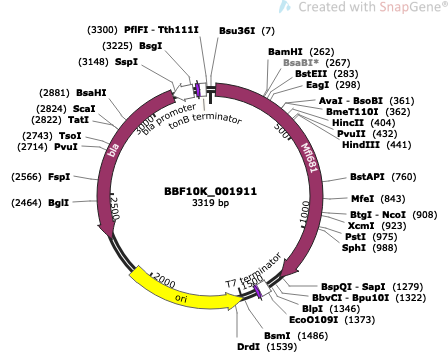 Created with SnapGene®
(3300) PflFI - Tth111I
Bsu36I (7)
(3225) BsgI
(3148) SspI
BamHI (262)
BsaBI* (267)
BstEII (283)
EagI (298)
(2881) BsaHI
(2824) ScaI
(2822) TatI
(2743) TsoI
(2714) PvuI
(2566) FspI
(2464) BglI
AvaI - BsoBI (361)
BmeT110I (362)
HincII (404)
PvuII (432)
HindIII (441)
BstAPI (760)
MfeI (843)
BtgI - NcoI (908)
XcmI (923)
PstI (975)
SphI (988)
BspQI - SapI (1279)
BbvCI - Bpu10I (1322)
BlpI (1346)
EcoO109I (1373)
BsmI (1486)
DrdI (1539)
bla promoter
tonB terminator
bla
Mfl681
T7 terminator
ori
500
1000
1500
2000
2500
3000
BBF10K_001911
3319 bp